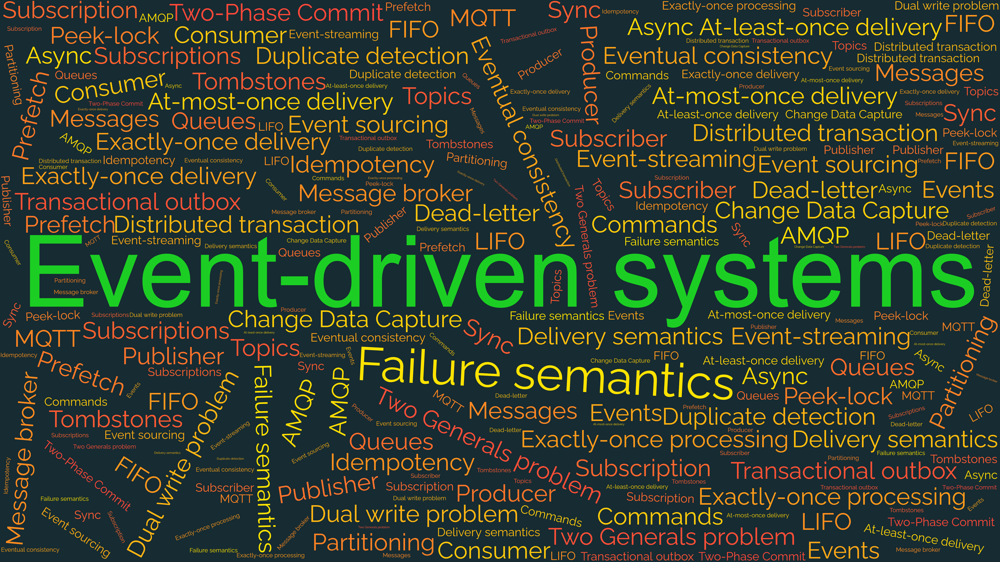 Subscription
AMQP
Two-Phase Commit
Prefetch
MQTT
Sync
Idempotency
Exactly-once processing
Subscriber
Dual write problem
Subscription
Peek-lock
Consumer
Event-streaming
FIFO
Transactional outbox
Producer
Async
At-least-once delivery
FIFO
Distributed transaction
Transactional outbox
Change Data Capture
Topics
Distributed transaction
Partitioning
Async
Subscriptions
Duplicate detection
Eventual consistency
Producer
Eventual consistency
Distributed transaction
Prefetch
Queues
Consumer
Async
Tombstones
Duplicate detection
At-least-once delivery
Queues
Commands
Exactly-once delivery
Event sourcing
At-most-once delivery
Messages
Two-Phase Commit
Exactly-once delivery
At-most-once delivery
Topics
Exactly-once delivery
Delivery semantics
Producer
At-most-once delivery
Exactly-once delivery
Topics
Messages
Queues
LIFO
Event sourcing
Messages
Eventual consistency
Dual write problem
Two-Phase Commit
AMQP
At-least-once delivery
Change Data Capture
Subscriptions
Messages
Sync
AMQP
Exactly-once delivery
Transactional outbox
Duplicate detection
Tombstones
Subscriber
Distributed transaction
Peek-lock
Event-streaming
Distributed transaction
Consumer
Idempotency
Eventual consistency
LIFO
Idempotency
Partitioning
Event-streaming
Dual write problem
Event sourcing
Publisher
Publisher
Prefetch
FIFO
Publisher
Exactly-once delivery
Consumer
Commands
Exactly-once processing
Peek-lock
Exactly-once delivery
Two Generals problem
Distributed transaction
Two Generals problem
Topics
Subscription
Subscriber
Dead-letter
Async
Events
Transactional outbox
Message broker
Message broker
Partitioning
Publisher
Dead-letter
Delivery semantics
Idempotency
Change Data Capture
Subscriber
Prefetch
Distributed transaction
Commands
Sync
Peek-lock
Duplicate detection
Consumer
MQTT
Event-streaming
Delivery semantics
Queues
Change Data Capture
Prefetch
LIFO
Failure semantics
AMQP
Change Data Capture
Two Generals problem
LIFO
Dead-letter
Duplicate detection
Event-driven systems
Partitioning
Message broker
Exactly-once processing
Topics
Dead-letter
Sync
Peek-lock
Subscriptions
Dual write problem
Producer
Change Data Capture
Failure semantics
Events
At-most-once delivery
Messages
Peek-lock
MQTT
Subscriptions
At-least-once delivery
Eventual consistency
Commands
Sync
Delivery semantics
Publisher
Event-streaming
Consumer
MQTT
At-most-once delivery
Partitioning
Idempotency
Prefetch
Publisher
Topics
Event-streaming
Events
Failure semantics
Change Data Capture
FIFO
At-least-once delivery
FIFO
Async
Subscriptions
Sync
Async
Queues
Message broker
Message broker
Events
Dual write problem
Failure semantics
AMQP
AMQP
Two Generals problem
MQTT
Dead-letter
Queues
Peek-lock
AMQP
MQTT
Commands
FIFO
Tombstones
Producer
Event sourcing
Messages
Events
Prefetch
At-most-once delivery
Duplicate detection
Subscriptions
Dead-letter
LIFO
Subscriptions
Event sourcing
Event-streaming
Queues
Dead-letter
Exactly-once processing
Producer
Delivery semantics
Two-Phase Commit
Two Generals problem
Delivery semantics
Event sourcing
Subscriber
Failure semantics
Idempotency
FIFO
Duplicate detection
Eventual consistency
Idempotency
Tombstones
Subscription
Partitioning
Tombstones
Transactional outbox
Async
Subscriber
MQTT
Publisher
Subscriber
Subscription
Topics
At-least-once delivery
Tombstones
Transactional outbox
Two-Phase Commit
Failure semantics
Dual write problem
Producer
Subscription
Exactly-once processing
Events
Event sourcing
Sync
Subscription
Exactly-once processing
Message broker
Dual write problem
Commands
Commands
At-most-once delivery
LIFO
Tombstones
Two-Phase Commit
Two Generals problem
Delivery semantics
Two Generals problem
At-least-once delivery
Eventual consistency
Failure semantics
Exactly-once processing
Partitioning
Messages
Consumer
LIFO
Transactional outbox
Two-Phase Commit
Events
Message broker